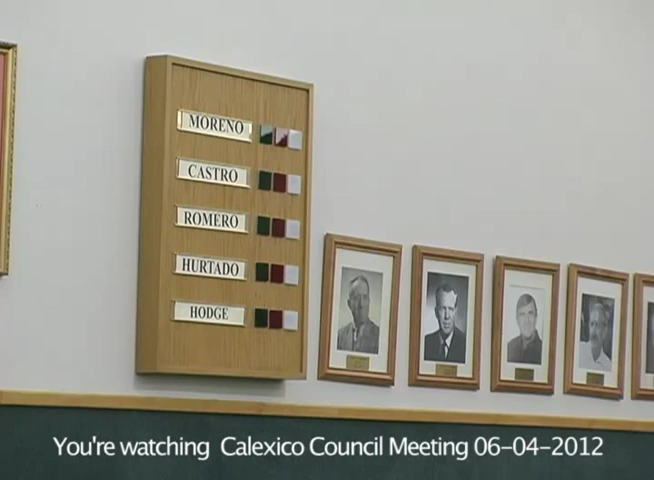 MORENO
CASTRO
ROMERO
HURTADO
HODGE
You're watching  Calexico Council Meeting 06-04-2012